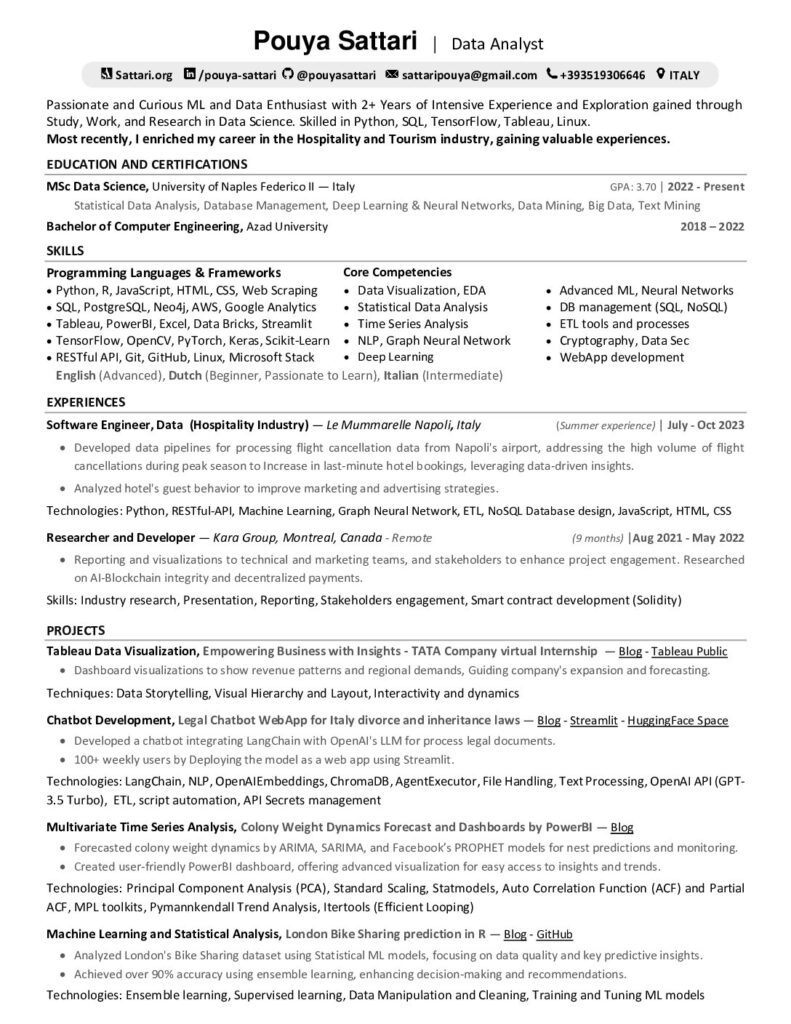 Pouya Sattari | Data Analyst
Sattari.org /pouya-sattari @pouyasattari sattaripouya@gmail.com +393519306646 ITALY
Passionate and Curious ML and Data Enthusiast with 2+ Years of Intensive Experience and Exploration gained through
Study, Work, and Research in Data Science. Skilled in Python, SQL, TensorFlow, Tableau, Linux.
Most recently, I enriched my career in the Hospitality and Tourism industry, gaining valuable experiences.
EDUCATION AND CERTIFICATIONS
MSc Data Science, University of Naples Federico II — Italy GPA: 3.70 | 2022 - Present
Statistical Data Analysis, Database Management, Deep Learning & Neural Networks, Data Mining, Big Data, Text Mining
Bachelor of Computer Engineering, Azad University 2018 – 2022
SKILLS
Programming Languages & Frameworks
• Python, R, JavaScript, HTML, CSS, Web Scraping
• SQL, PostgreSQL, Neo4j, AWS, Google Analytics
• Tableau, PowerBI, Excel, Data Bricks, Streamlit
• TensorFlow, OpenCV, PyTorch, Keras, Scikit-Learn
• RESTful API, Git, GitHub, Linux, Microsoft Stack
Core Competencies
• Data Visualization, EDA
• Statistical Data Analysis
• Time Series Analysis
• NLP, Graph Neural Network
• Deep Learning
• Advanced ML, Neural Networks
• DB management (SQL, NoSQL)
• ETL tools and processes
• Cryptography, Data Sec
• WebApp development
English (Advanced), Dutch (Beginner, Passionate to Learn), Italian (Intermediate)
EXPERIENCES
Software Engineer, Data (Hospitality Industry) — Le Mummarelle Napoli, Italy (Summer experience) | July - Oct 2023
• Developed data pipelines for processing flight cancellation data from Napoli's airport, addressing the high volume of flight
cancellations during peak season to Increase in last-minute hotel bookings, leveraging data-driven insights.
• Analyzed hotel's guest behavior to improve marketing and advertising strategies.
Technologies: Python, RESTful-API, Machine Learning, Graph Neural Network, ETL, NoSQL Database design, JavaScript, HTML, CSS
Researcher and Developer — Kara Group, Montreal, Canada - Remote (9 months) |Aug 2021 - May 2022
• Reporting and visualizations to technical and marketing teams, and stakeholders to enhance project engagement. Researched
on AI-Blockchain integrity and decentralized payments.
Skills: Industry research, Presentation, Reporting, Stakeholders engagement, Smart contract development (Solidity)
PROJECTS
Tableau Data Visualization, Empowering Business with Insights - TATA Company virtual Internship — Blog - Tableau Public
• Dashboard visualizations to show revenue patterns and regional demands, Guiding company's expansion and forecasting.
Techniques: Data Storytelling, Visual Hierarchy and Layout, Interactivity and dynamics
Chatbot Development, Legal Chatbot WebApp for Italy divorce and inheritance laws — Blog - Streamlit - HuggingFace Space
• Developed a chatbot integrating LangChain with OpenAI's LLM for process legal documents.
• 100+ weekly users by Deploying the model as a web app using Streamlit.
Technologies: LangChain, NLP, OpenAIEmbeddings, ChromaDB, AgentExecutor, File Handling, Text Processing, OpenAI API (GPT-
3.5 Turbo), ETL, script automation, API Secrets management
Multivariate Time Series Analysis, Colony Weight Dynamics Forecast and Dashboards by PowerBI — Blog
• Forecasted colony weight dynamics by ARIMA, SARIMA, and Facebook's PROPHET models for nest predictions and monitoring.
• Created user-friendly PowerBI dashboard, offering advanced visualization for easy access to insights and trends.
Technologies: Principal Component Analysis (PCA), Standard Scaling, Statmodels, Auto Correlation Function (ACF) and Partial
ACF, MPL toolkits, Pymannkendall Trend Analysis, Itertools (Efficient Looping)
Machine Learning and Statistical Analysis, London Bike Sharing prediction in R — Blog - GitHub
• Analyzed London's Bike Sharing dataset using Statistical ML models, focusing on data quality and key predictive insights.
• Achieved over 90% accuracy using ensemble learning, enhancing decision-making and recommendations.
Technologies: Ensemble learning, Supervised learning, Data Manipulation and Cleaning, Training and Tuning ML models